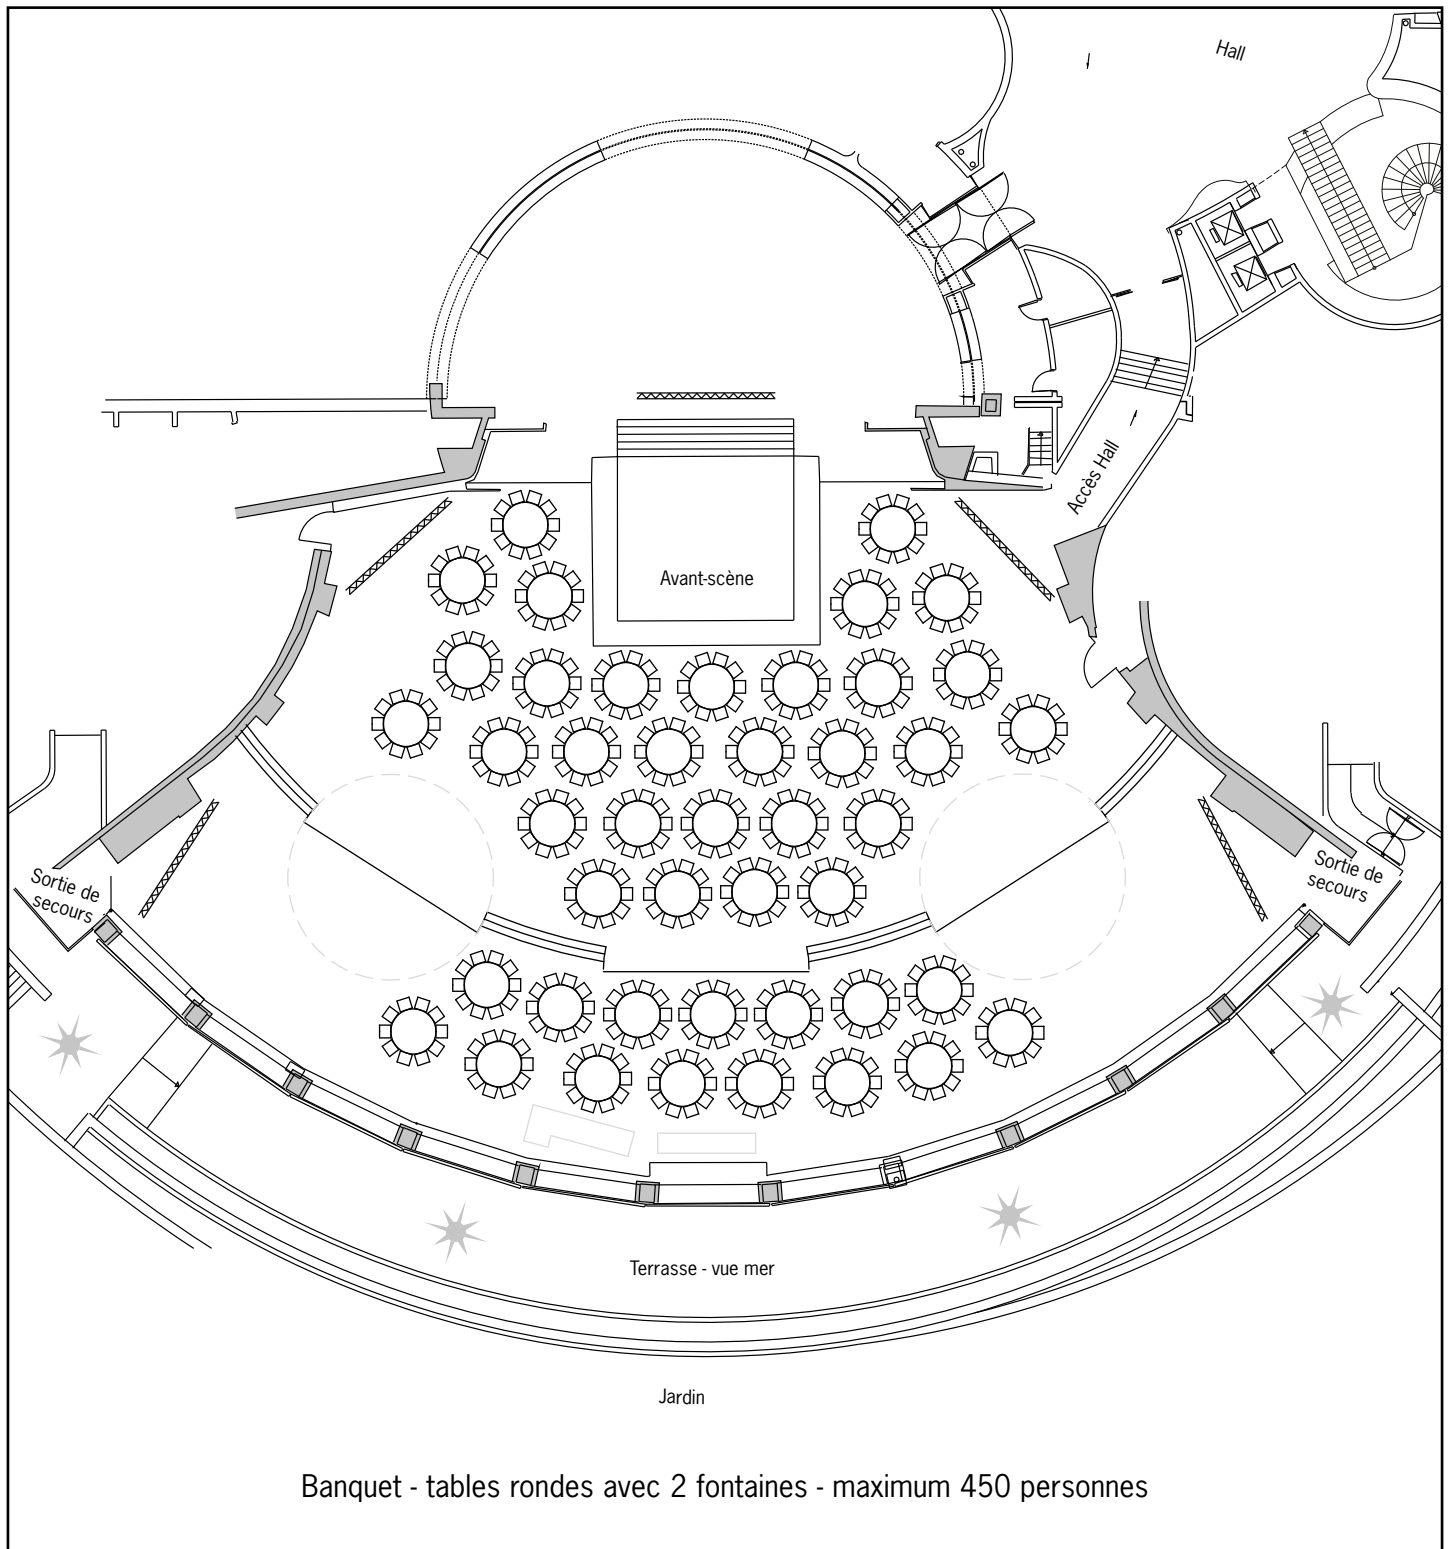 Hall
Accès Hall
Avant-scène
Sortie de
secours
Sortie de
secours
Terrasse - vue mer
Jardin
Banquet - tables rondes avec 2 fontaines - maximum 450 personnes